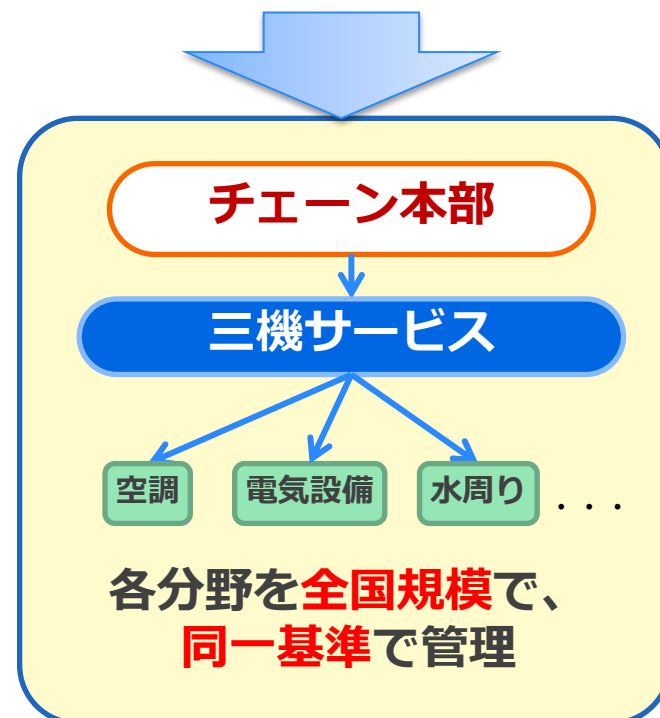 チェーン本部
三機サービス
空調 電気設備 水周り ...
各分野を全国規模で、
同一基準で管理